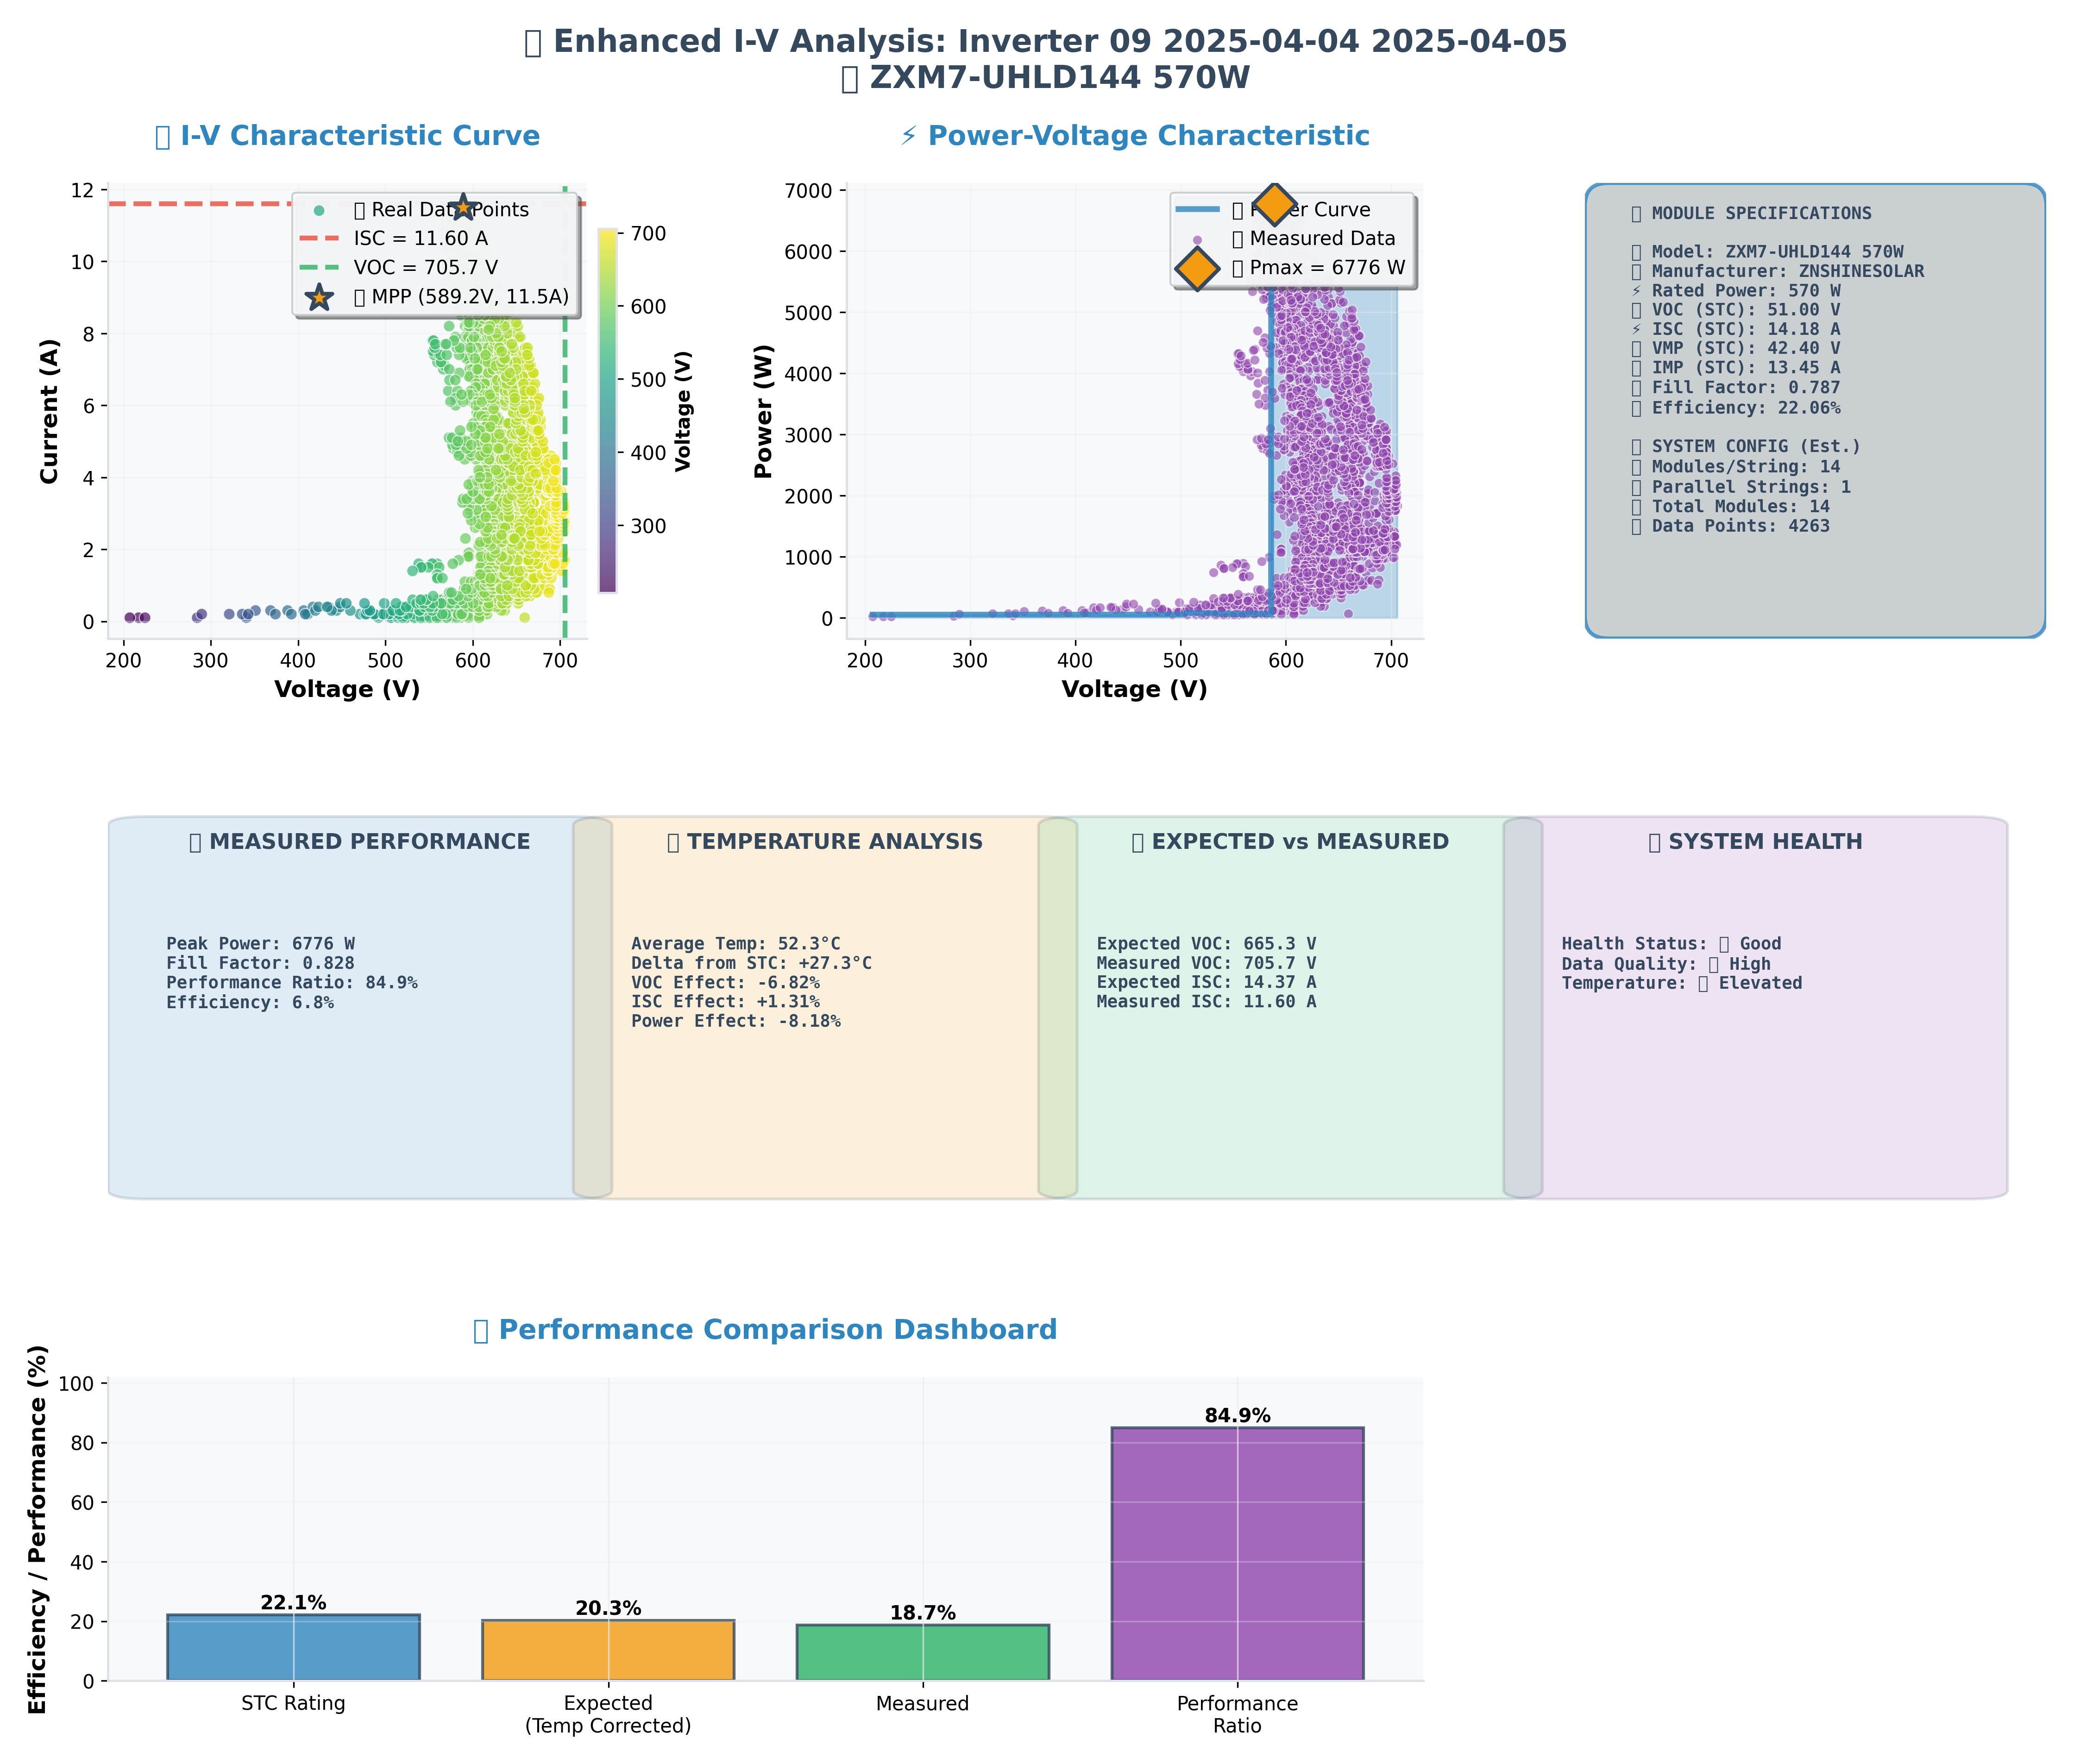 Enhanced I-V Analysis: Inverter 09 2025-04-04 2025-04-05
ZXM7-UHLD144 570W
I-V Characteristic Curve
12
10
8
6
4
2
0
Current (A)
200 300 400 500 600 700
Voltage (V)
Real Data Points
ISC = 11.60 A
VOC = 705.7 V
MPP (589.2V, 11.5A)
700
600
500
400
300
Voltage (V)
⚡ Power-Voltage Characteristic
7000
6000
5000
4000
3000
2000
1000
0
Power (W)
200 300 400 500 600 700
Voltage (V)
Curve
Measured Data
Pmax = 6776 W
MODULE SPECIFICATIONS
Model: ZXM7-UHLD144 570W
Manufacturer: ZNSHINESOLAR
⚡ Rated Power: 570 W
VOC (STC): 51.00 V
⚡ ISC (STC): 14.18 A
VMP (STC): 42.40 V
IMP (STC): 13.45 A
Fill Factor: 0.787
Efficiency: 22.06%
SYSTEM CONFIG (Est.)
Modules/String: 14
Parallel Strings: 1
Total Modules: 14
Data Points: 4263
MEASURED PERFORMANCE
Peak Power: 6776 W
Fill Factor: 0.828
Performance Ratio: 84.9%
Efficiency: 6.8%
TEMPERATURE ANALYSIS
Average Temp: 52.3°C
Delta from STC: +27.3°C
VOC Effect: -6.82%
ISC Effect: +1.31%
Power Effect: -8.18%
EXPECTED vs MEASURED
Expected VOC: 665.3 V
Measured VOC: 705.7 V
Expected ISC: 14.37 A
Measured ISC: 11.60 A
SYSTEM HEALTH
Health Status: Good
Data Quality: High
Temperature: Elevated
Performance Comparison Dashboard
Efficiency / Performance (%)
100
80
60
40
20
0
22.1%
20.3%
18.7%
84.9%
STC Rating
Expected
(Temp Corrected)
Measured
Performance
Ratio